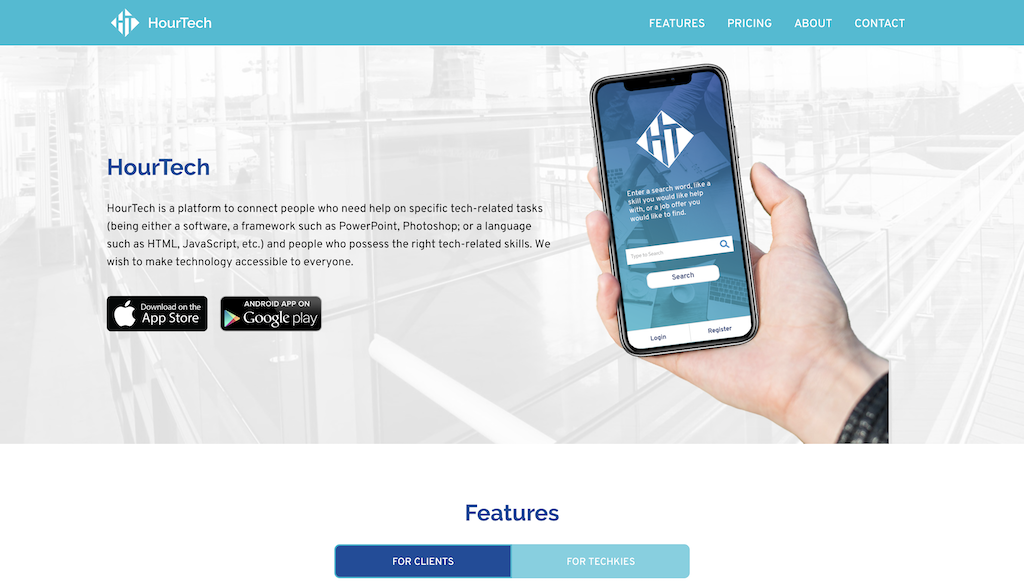 HourTech
FEATURES
PRICING
ABOUT
CONTACT
HourTech
HourTech is a platform to connect people who need help on specific tech-related tasks
(being either a software, a framework such as PowerPoint, Photoshop; or a language
such as HTML, JavaScript, etc.) and people who possess the right tech-related skills. We
wish to make technology accessible to everyone.
Download on the
App Store
ANDROID APP ON
Google play
HT
Enter a search word, like a
skill you would like help
with, or a job offer you
would like to find.
Type to Search
Search
Login
Register
Features
FOR CLIENTS
FOR TECHKIES